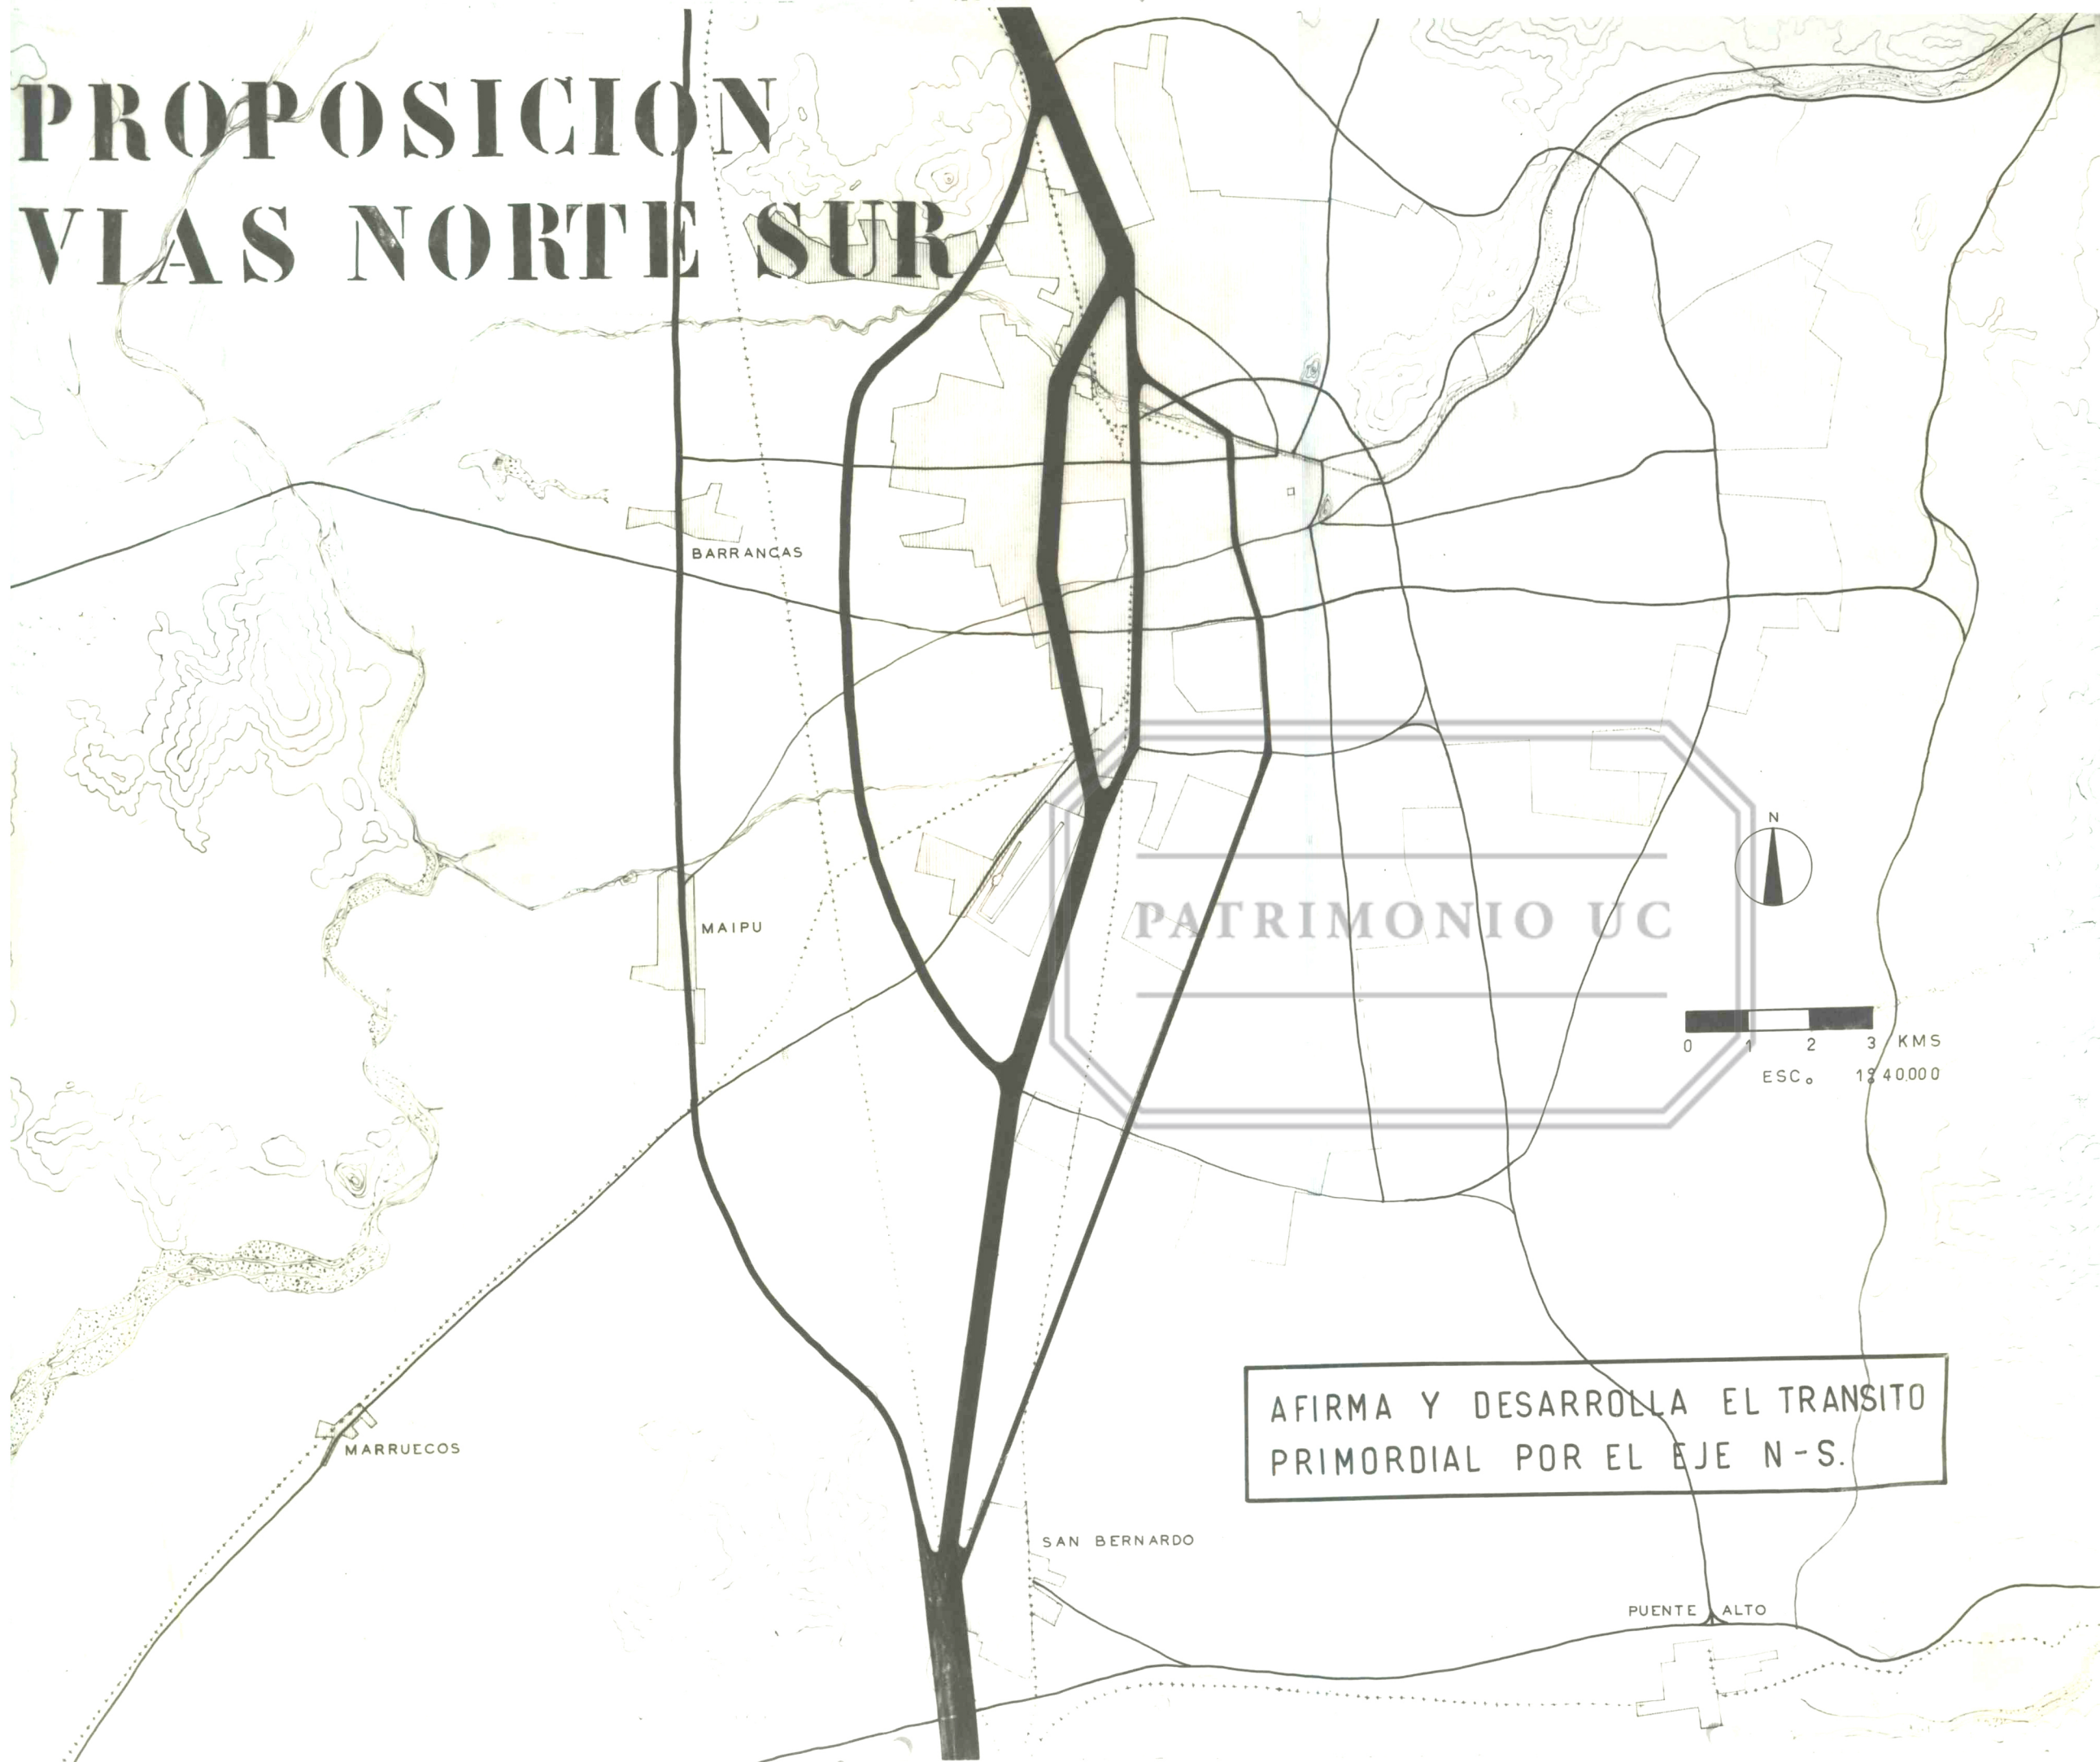 PROPOSICION
VIAS NORTE SUR
BARRANCAS
MAIPU
PATRIMONIO UC
N
0 1 2 3 KMS
ESC. 1:40.000
AFIRMA Y DESARROLLA EL TRANSITO
PRIMORDIAL POR EL EJE N-S.
MARRUECOS
SAN BERNARDO
PUENTE ALTO